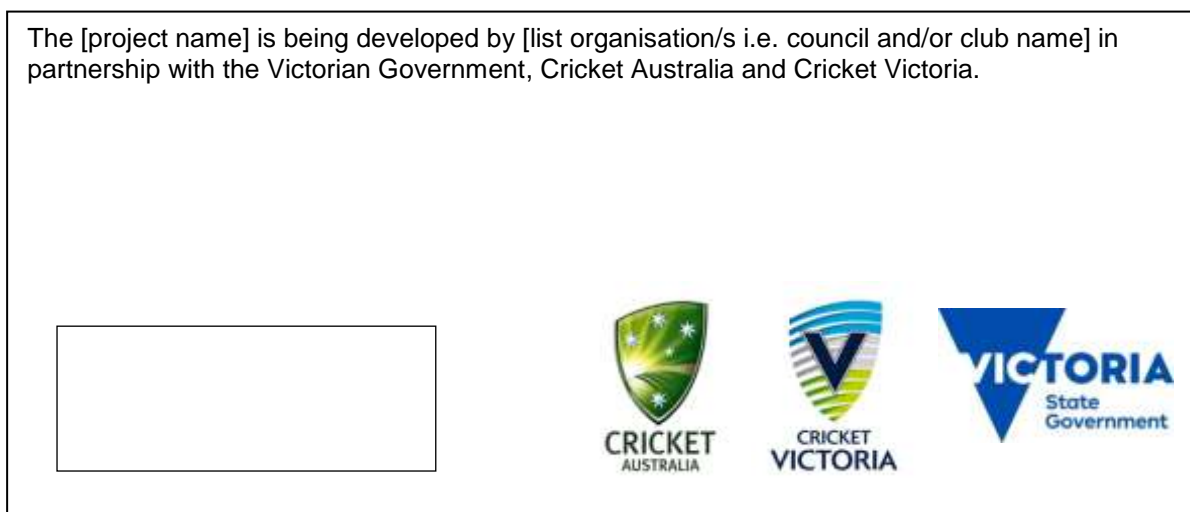 The [project name] is being developed by [list organisation/s i.e. council and/or club name] in
partnership with the Victorian Government, Cricket Australia and Cricket Victoria.
CRICKET
AUSTRALIA
V
CRICKET
VICTORIA
VICTORIA
State
Government